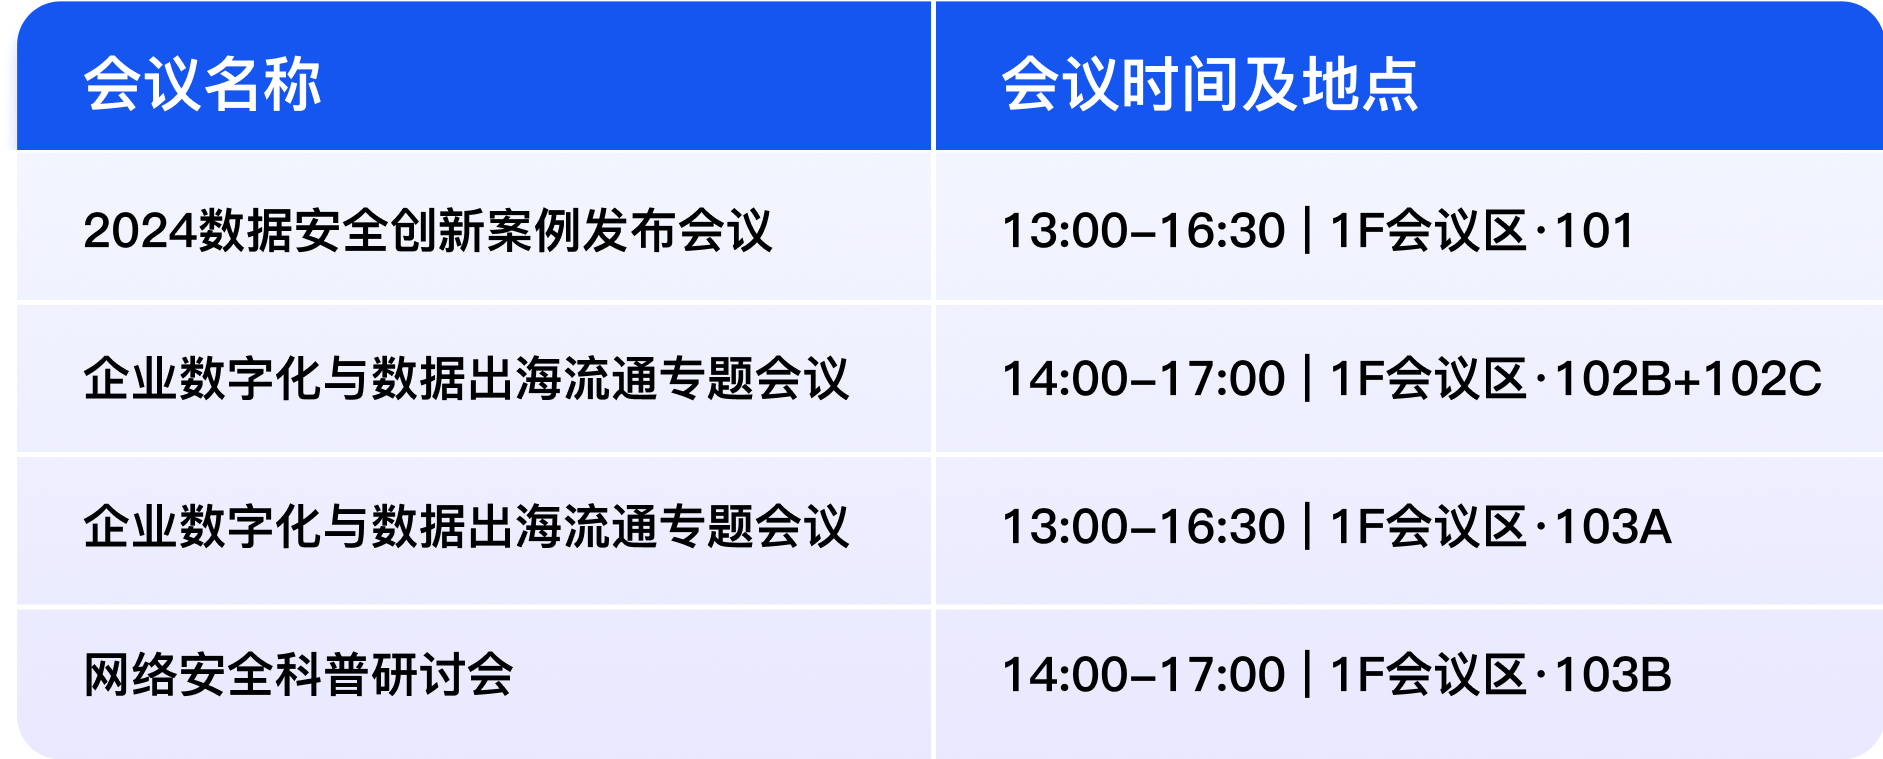 会议名称
会议时间及地点
2024数据安全创新案例发布会议
13:00–16:30 | 1F会议区·101
企业数字化与数据出海流通专题会议
14:00–17:00 | 1F会议区·102B+102C
企业数字化与数据出海流通专题会议
13:00–16:30 | 1F会议区·103A
网络安全科普研讨会
14:00–17:00 | 1F会议区·103B